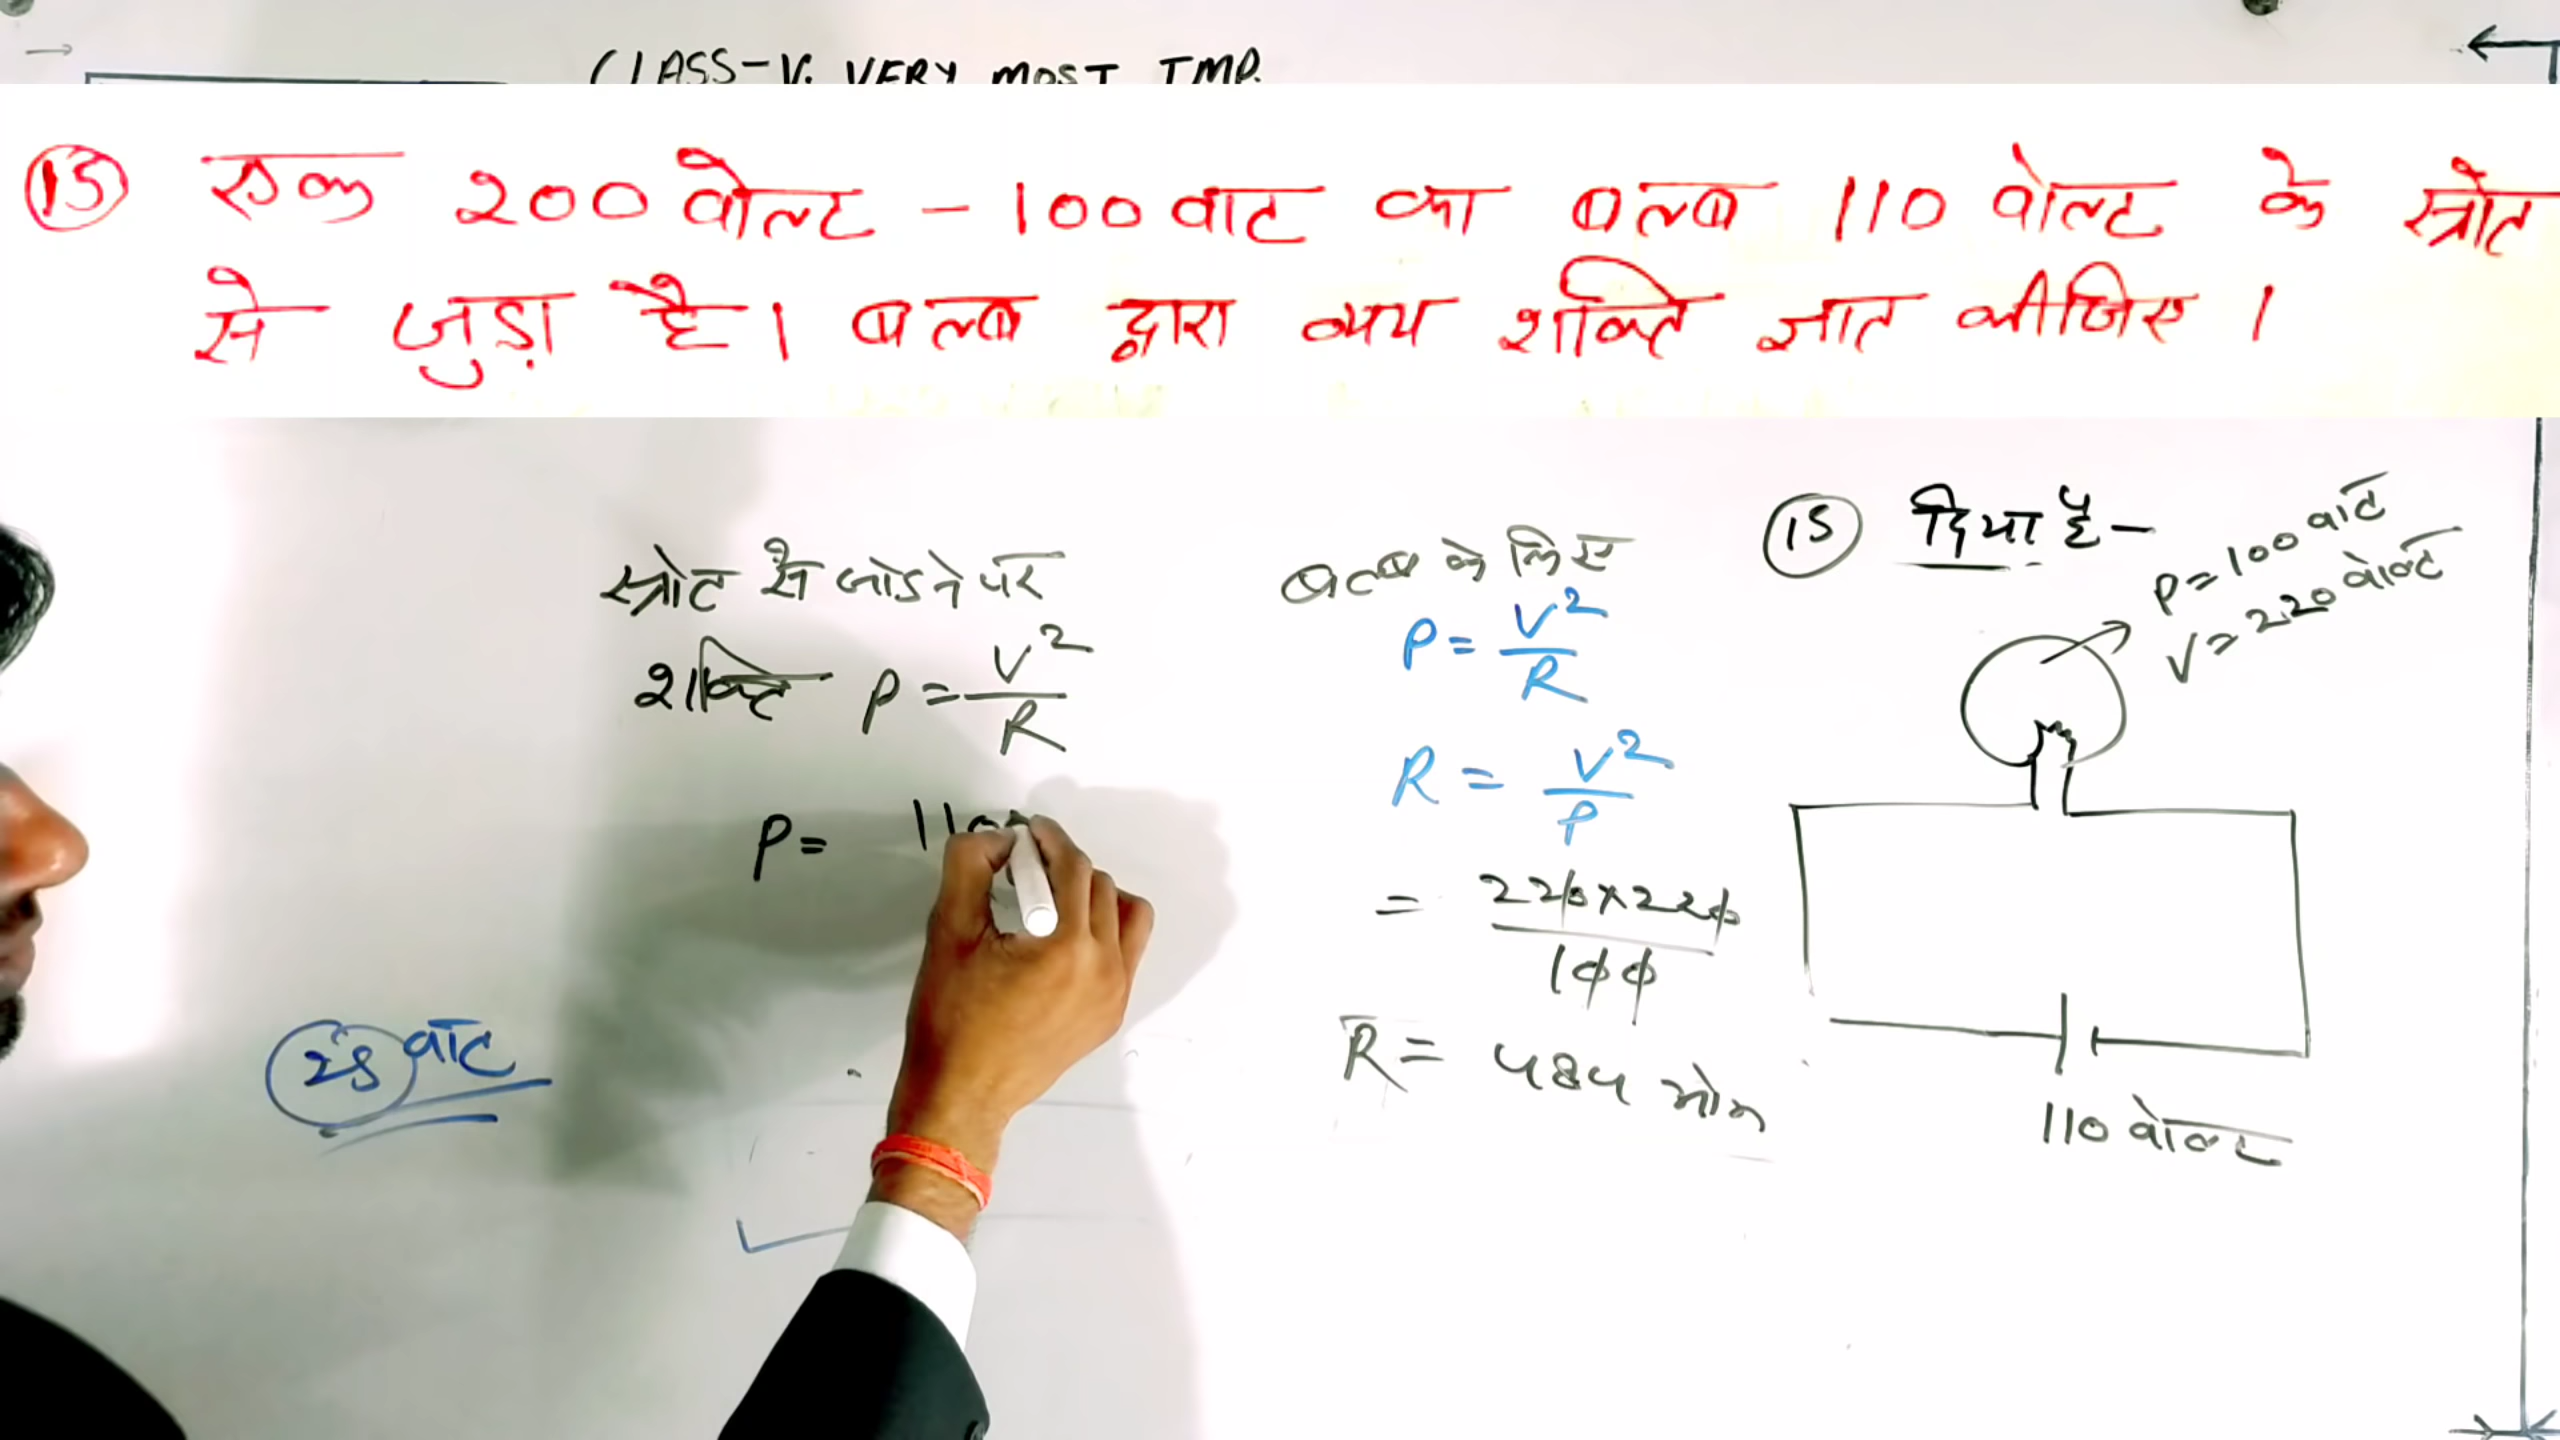 CLASS-V. VERY MOST IMP.
15 एक 200 वोल्ट - 100 वाट का बल्ब 110 वोल्ट के स्त्रोत
से जुड़ा है। बल्ब द्वारा व्यय शक्ति ज्ञात कीजिए ।
15 दिया है-
P=100 वाट
V=220 वोल्ट
110 वोल्ट
बल्ब के लिए
P = V²/R
R = V²/P
= 220×220/100
R = 484 ओम
स्त्रोत से जोडने पर
शक्ति P = V²/R
P = 110
25 वाट